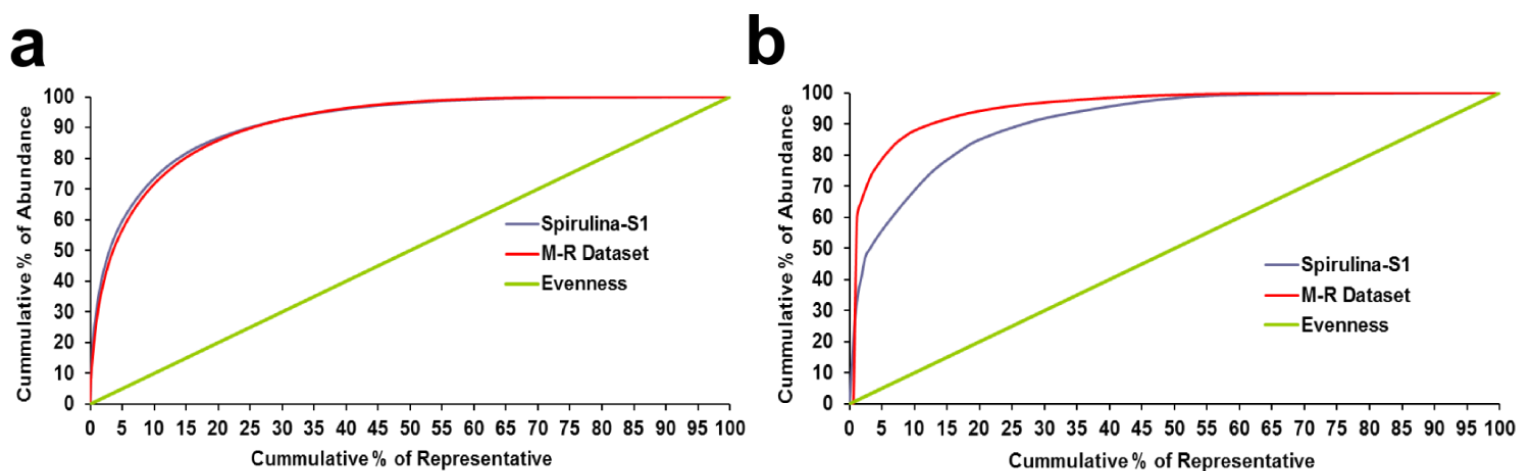 a
Cummulative % of Abundance
100
90
80
70
60
50
40
30
20
10
0
Spirulina-S1
M-R Dataset
Evenness
0 5 10 15 20 25 30 35 40 45 50 55 60 65 70 75 80 85 90 95 100
Cummulative % of Representative
b
Cummulative % of Abundance
100
90
80
70
60
50
40
30
20
10
0
Spirulina-S1
M-R Dataset
Evenness
0 5 10 15 20 25 30 35 40 45 50 55 60 65 70 75 80 85 90 95 100
Cummulative % of Representative